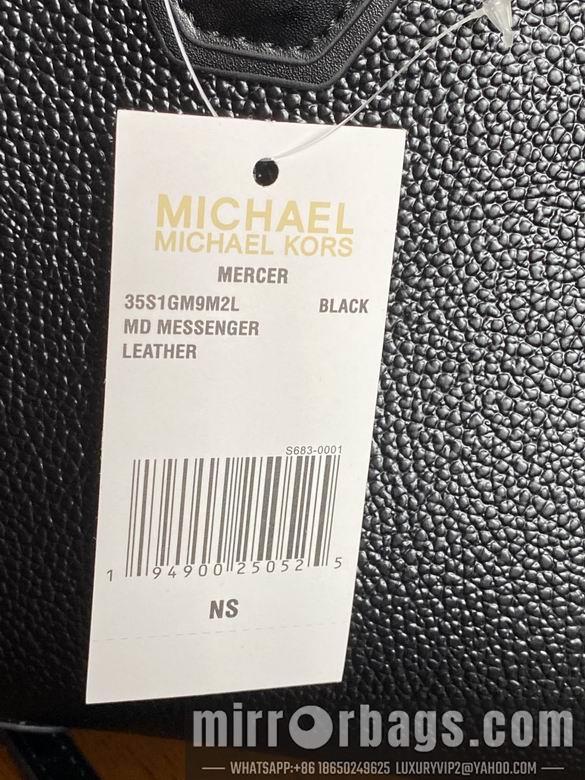 MICHAEL
MICHAEL KORS
MERCER
35S1GM9M2L BLACK
MD MESSENGER
LEATHER
S683-0001
1 94900 25052 5
NS
mirrorbags.com
WHATSAPP:+86 18650249625 LUXURYVIP2@YAHOO.COM